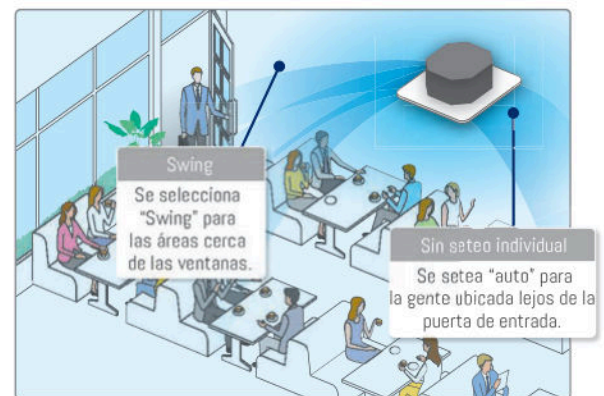 Swing
Se selecciona
“Swing” para
las áreas cerca
de las ventanas.
Sin seteo individual
Se setea “auto” para
la gente ubicada lejos de la
puerta de entrada.